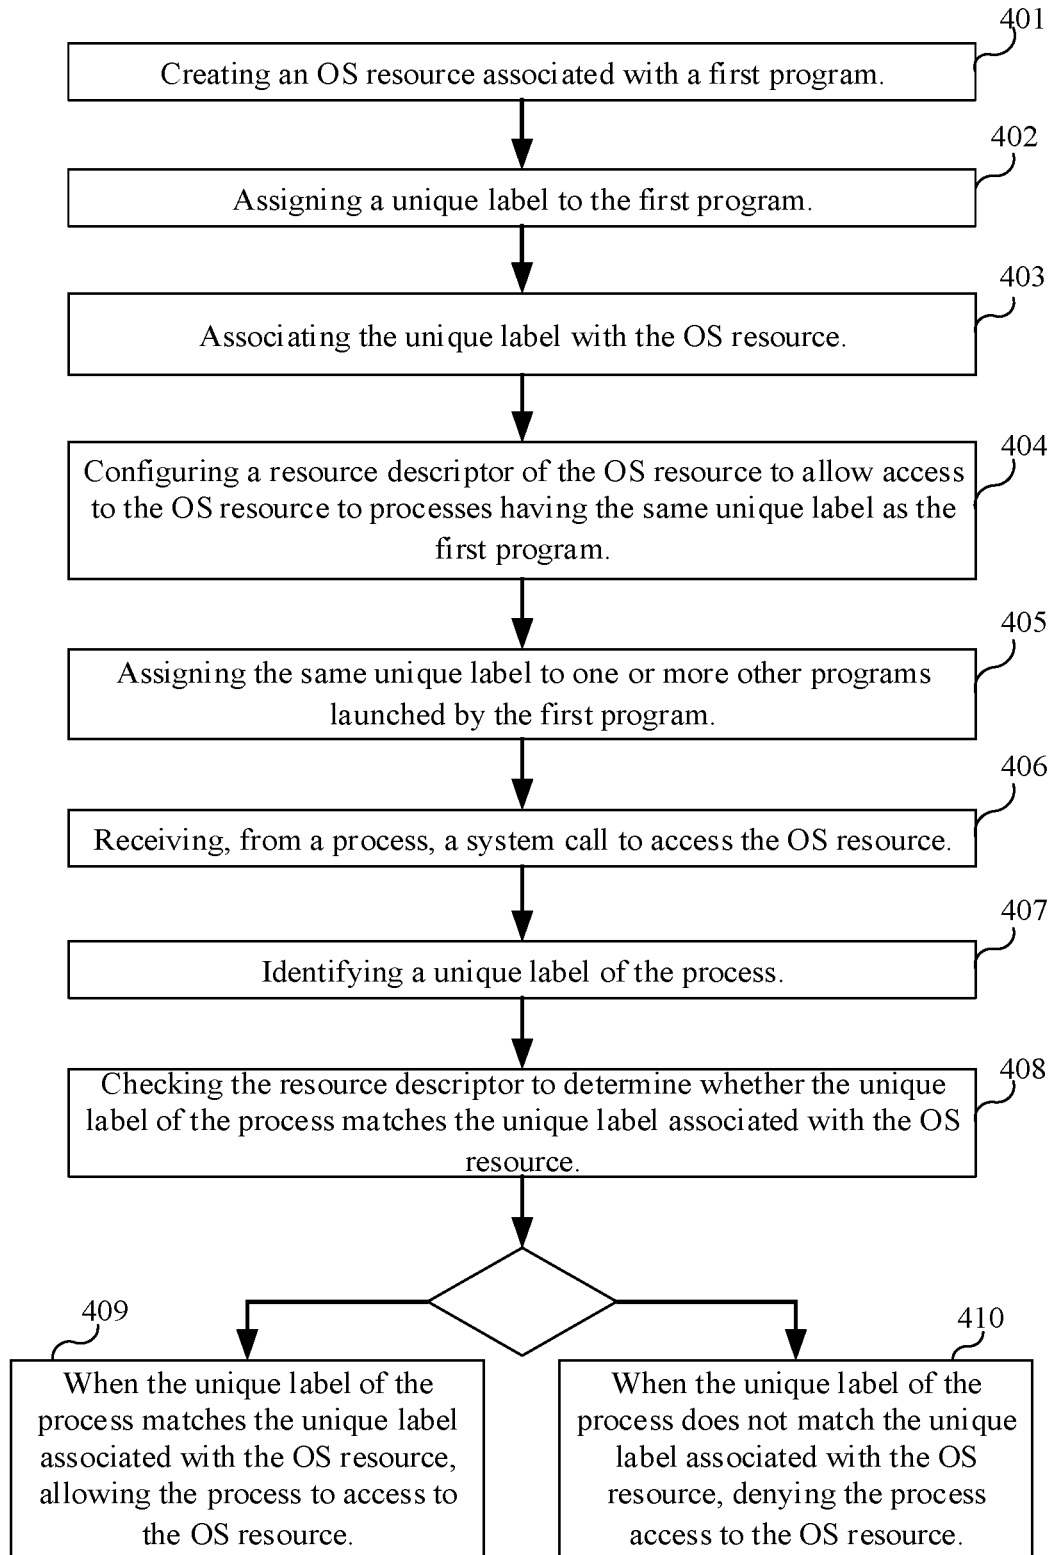 401
Creating an OS resource associated with a first program.
402
Assigning a unique label to the first program.
403
Associating the unique label with the OS resource.
404
Configuring a resource descriptor of the OS resource to allow access
to the OS resource to processes having the same unique label as the
first program.
405
Assigning the same unique label to one or more other programs
launched by the first program.
406
Receiving, from a process, a system call to access the OS resource.
407
Identifying a unique label of the process.
408
Checking the resource descriptor to determine whether the unique
label of the process matches the unique label associated with the OS
resource.
409
When the unique label of the
process matches the unique label
associated with the OS resource,
allowing the process to access to
the OS resource.
410
When the unique label of the
process does not match the unique
label associated with the OS
resource, denying the process
access to the OS resource.